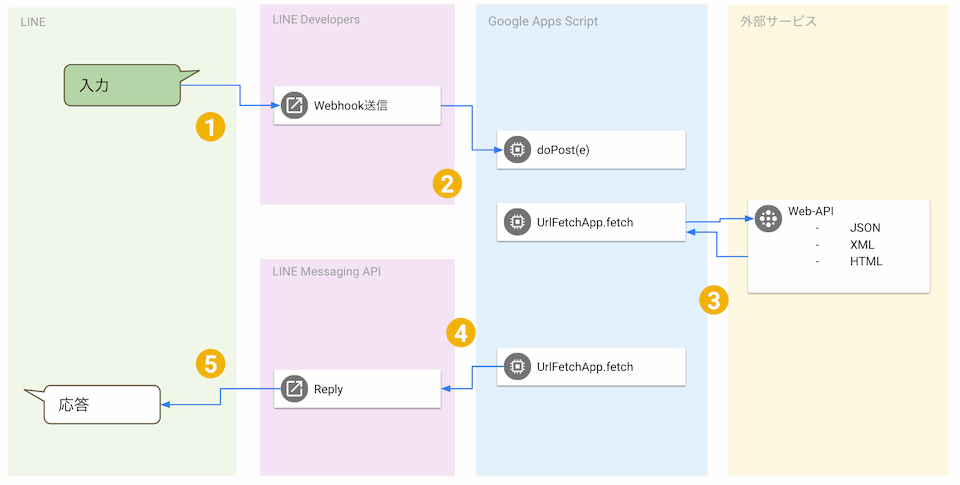 LINE
LINE Developers
Google Apps Script
外部サービス
入力
Webhook送信
1
doPost(e)
2
UrlFetchApp.fetch
Web-API
- JSON
- XML
- HTML
LINE Messaging API
3
4
5
UrlFetchApp.fetch
Reply
応答